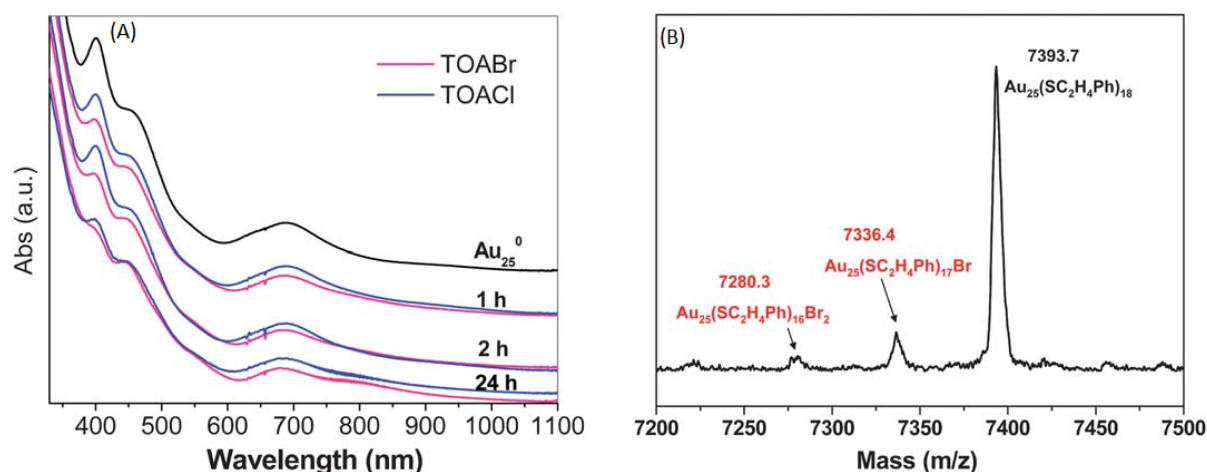 (A)
TOABr
TOACl
Au₂₅⁰
1 h
2 h
24 h
Abs (a.u.)
400 500 600 700 800 900 1000 1100
Wavelength (nm)
(B)
7393.7
Au₂₅(SC₂H₄Ph)₁₈
7336.4
Au₂₅(SC₂H₄Ph)₁₇Br
7280.3
Au₂₅(SC₂H₄Ph)₁₆Br₂
7200 7250 7300 7350 7400 7450 7500
Mass (m/z)